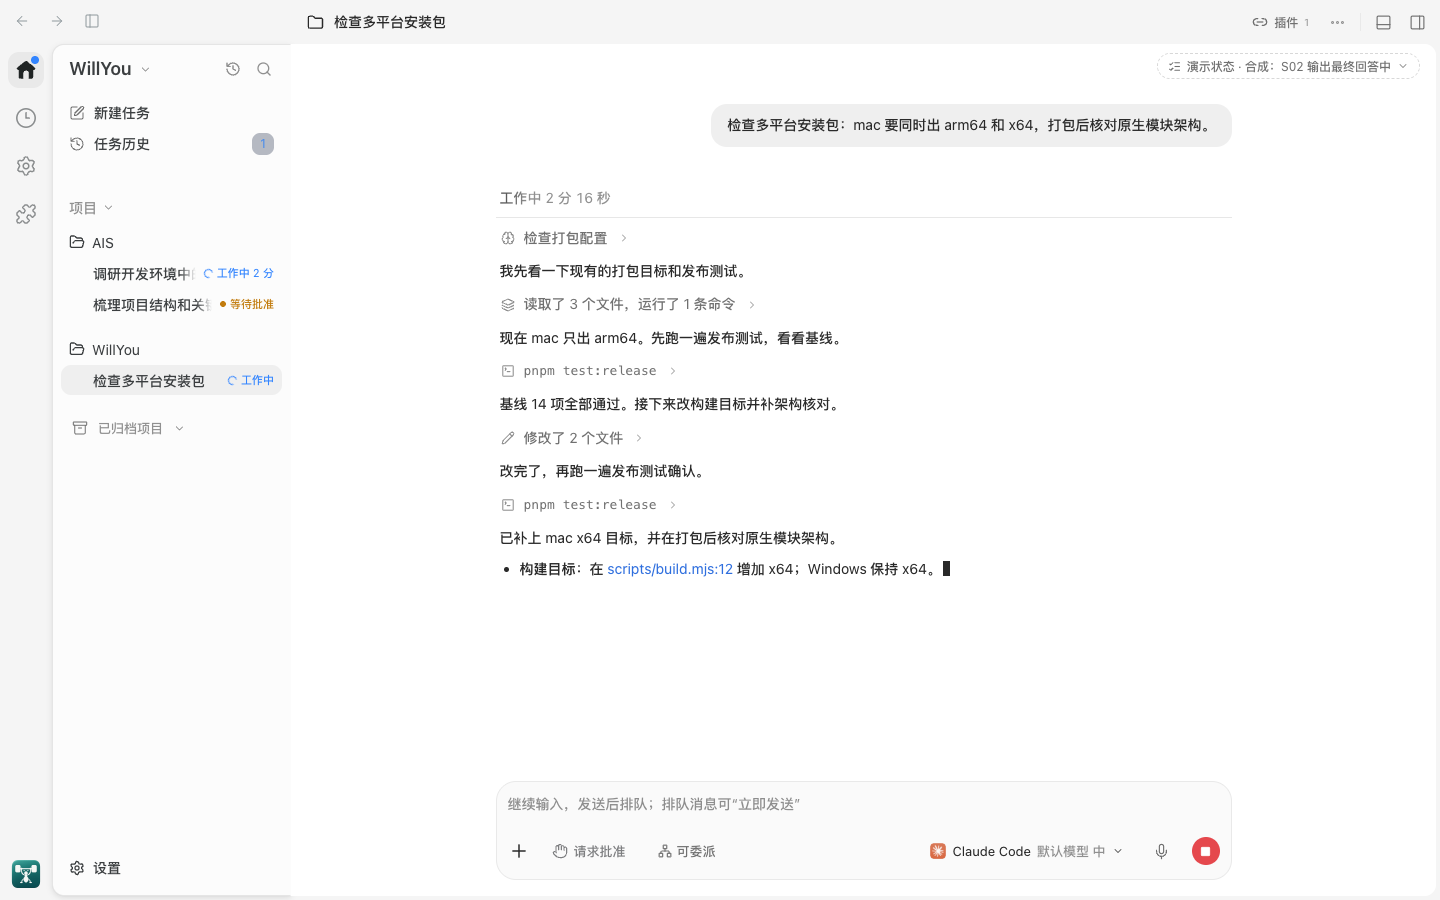 检查多平台安装包
插件 1
WillYou
演示状态 · 合成：S02 输出最终回答中
新建任务
任务历史
1
项目
AIS
调研开发环境中
工作中 2 分
梳理项目结构和关
等待批准
WillYou
检查多平台安装包
工作中
已归档项目
设置
检查多平台安装包：mac 要同时出 arm64 和 x64，打包后核对原生模块架构。
工作中 2 分 16 秒
检查打包配置
我先看一下现有的打包目标和发布测试。
读取了 3 个文件，运行了 1 条命令
现在 mac 只出 arm64。先跑一遍发布测试，看看基线。
pnpm test:release
基线 14 项全部通过。接下来改构建目标并补架构核对。
修改了 2 个文件
改完了，再跑一遍发布测试确认。
pnpm test:release
已补上 mac x64 目标，并在打包后核对原生模块架构。
• 构建目标：在 scripts/build.mjs:12 增加 x64；Windows 保持 x64。
继续输入，发送后排队；排队消息可“立即发送”
请求批准
可委派
Claude Code 默认模型 中